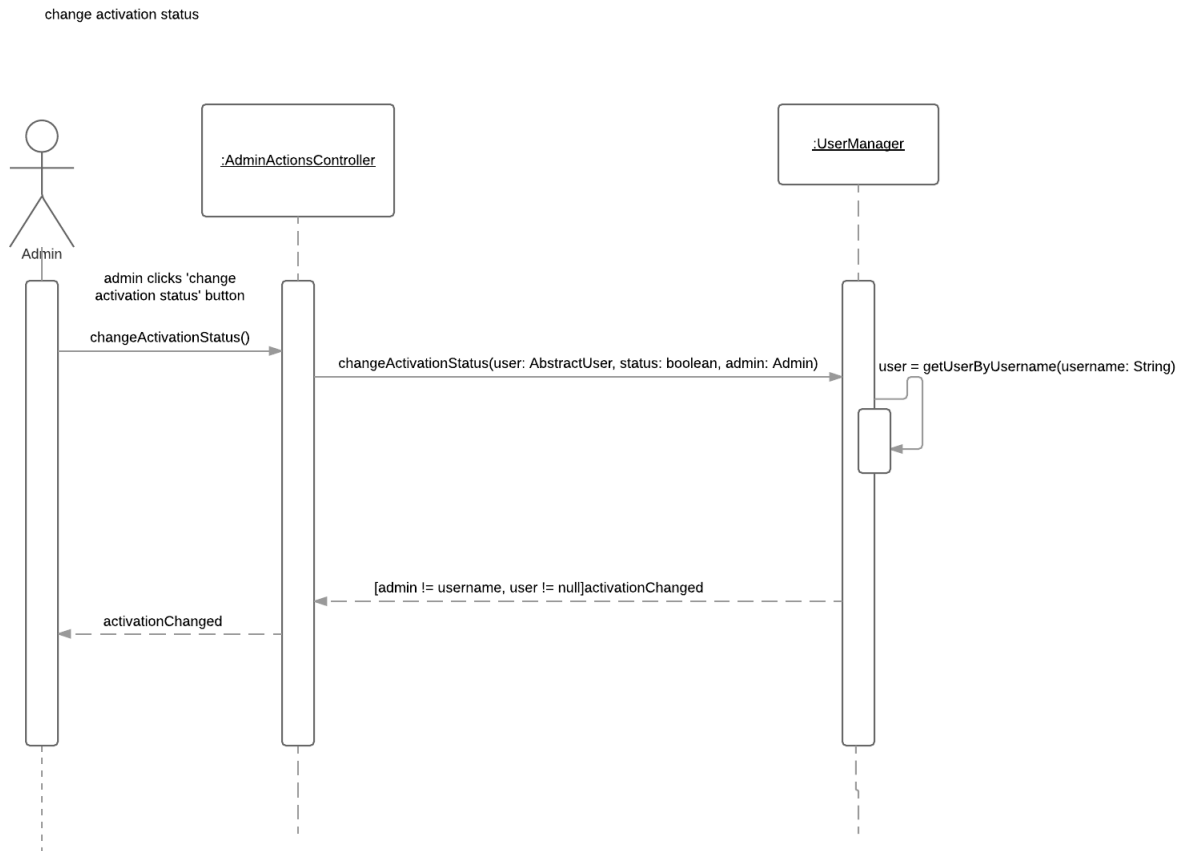 change activation status
:AdminActionsController
:UserManager
Admin
admin clicks 'change
activation status' button
changeActivationStatus()
changeActivationStatus(user: AbstractUser, status: boolean, admin: Admin)
user = getUserByUsername(username: String)
[admin != username, user != null]activationChanged
activationChanged